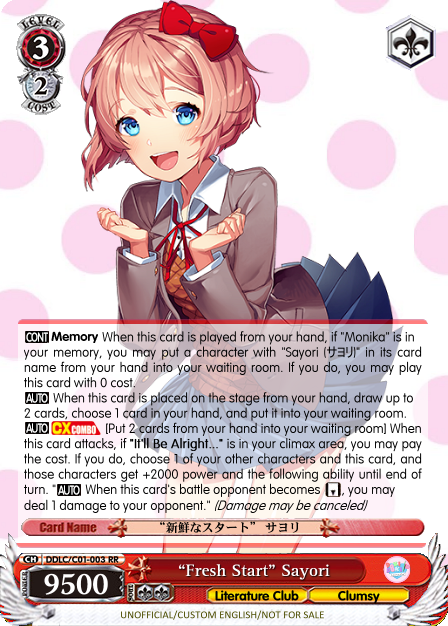 LEVEL
3
2
COST
CONT Memory When this card is played from your hand, if "Monika" is in
your memory, you may put a character with "Sayori (サヨリ)" in its card
name from your hand into your waiting room. If you do, you may play
this card with 0 cost.
AUTO When this card is placed on the stage from your hand, draw up to
2 cards, choose 1 card in your hand, and put it into your waiting room.
AUTO CX COMBO [Put 2 cards from your hand into your waiting room] When
this card attacks, if "It'll Be Alright..." is in your climax area, you may pay
the cost. If you do, choose 1 of your other characters and this card, and
those characters get +2000 power and the following ability until end of
turn. "AUTO When this card's battle opponent becomes [▼], you may
deal 1 damage to your opponent." (Damage may be canceled)
Card Name "新鮮なスタート" サヨリ
CH DDLC/C01-003 RR
POWER 9500 SOUL "Fresh Start" Sayori
Literature Club Clumsy
UNOFFICIAL/CUSTOM ENGLISH/NOT FOR SALE